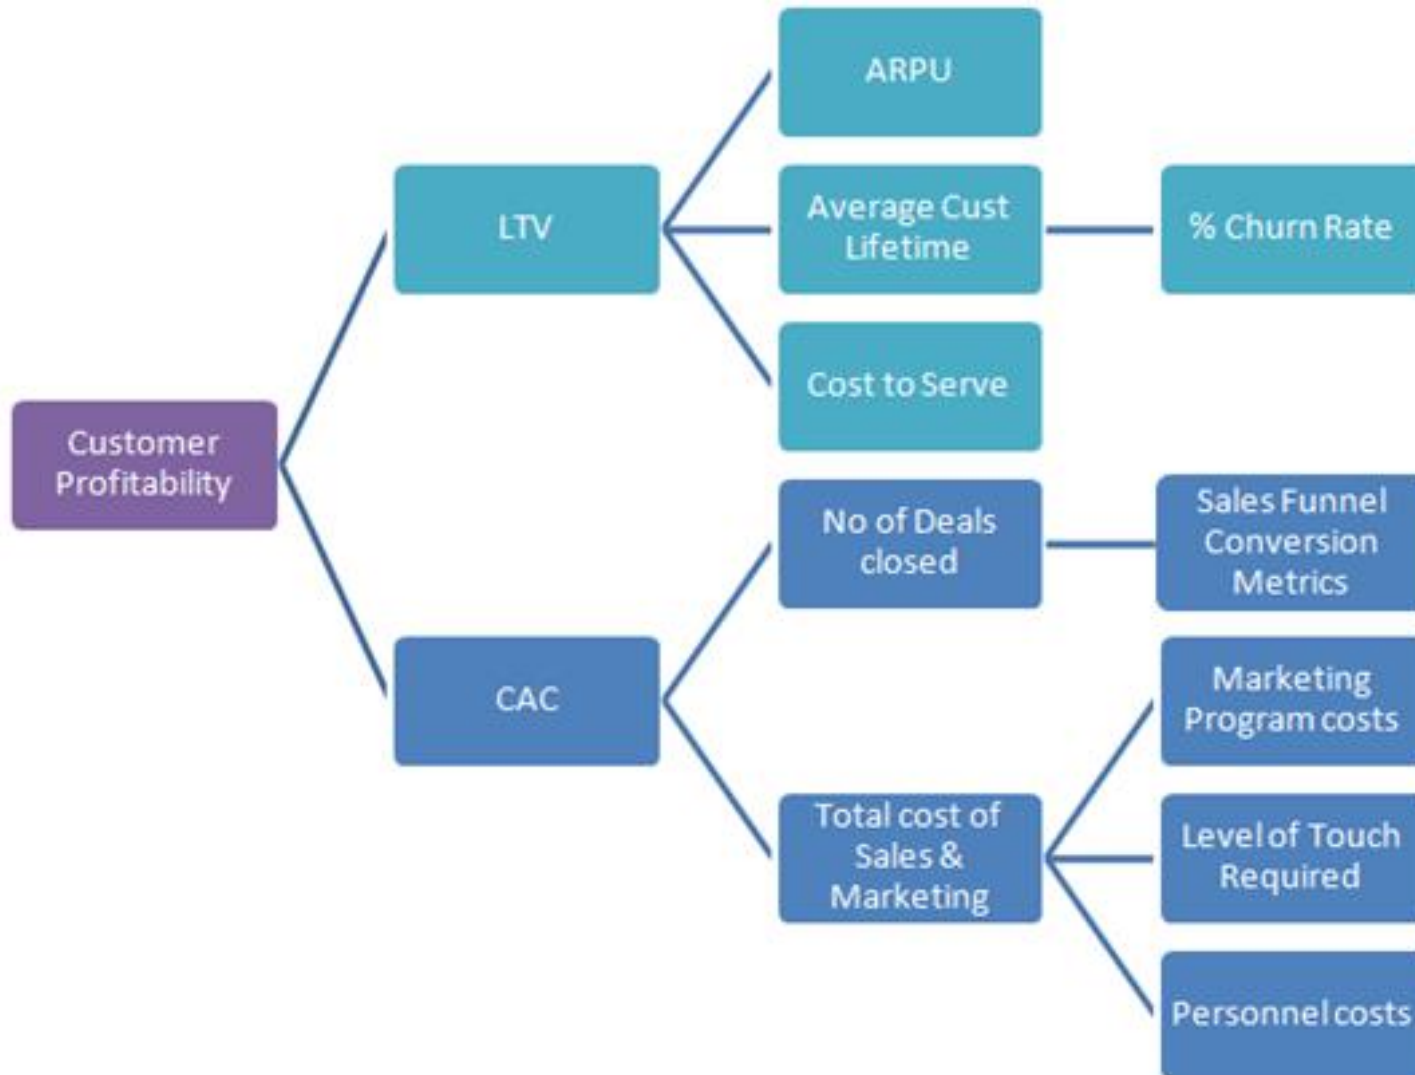 ARPU
LTV
Average Cust
Lifetime
% Churn Rate
Cost to Serve
Customer
Profitability
No of Deals
closed
Sales Funnel
Conversion
Metrics
CAC
Marketing
Program costs
Total cost of
Sales &
Marketing
Level of Touch
Required
Personnel costs